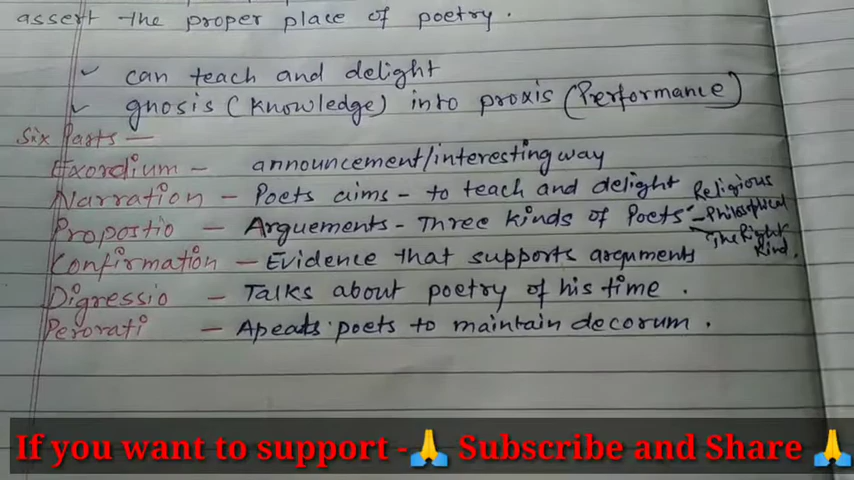 assert the proper place of poetry.
✓ can teach and delight
✓ gnosis (knowledge) into proxis (Performance)
Six Parts —
Exordium - announcement/interesting way
Narration - Poets aims - to teach and delight
Propostio - Arguements - Three kinds of Poets - Religious
- Philosophical
The Right
Kind.
Confirmation - Evidence that supports arguments
Digressio - Talks about poetry of his time.
Perorati - Apeals poets to maintain decorum.
If you want to support -🙏 Subscribe and Share 🙏